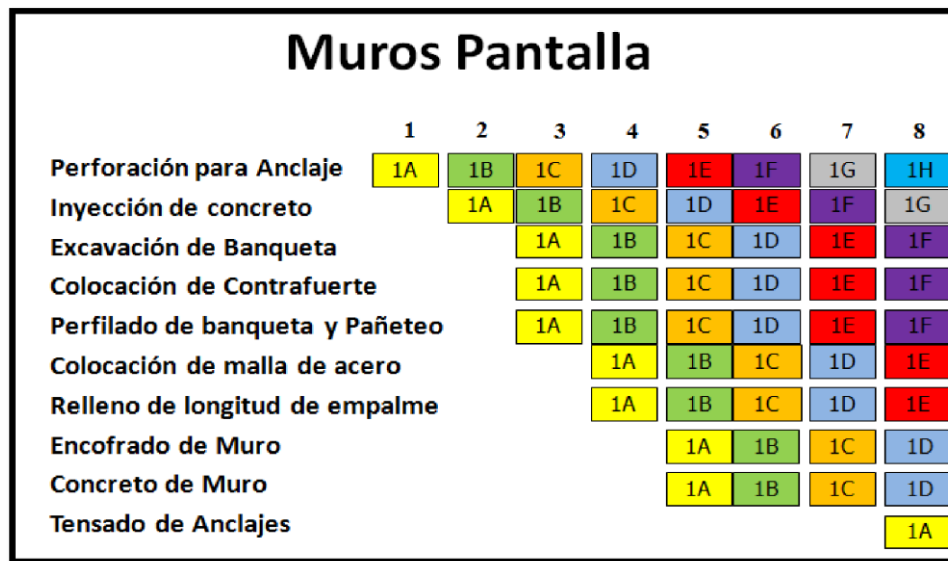 Muros Pantalla
1 2 3 4 5 6 7 8
Perforación para Anclaje 1A 1B 1C 1D 1E 1F 1G 1H
Inyección de concreto 1A 1B 1C 1D 1E 1F 1G
Excavación de Banqueta 1A 1B 1C 1D 1E 1F
Colocación de Contrafuerte 1A 1B 1C 1D 1E 1F
Perfilado de banqueta y Pañeteo 1A 1B 1C 1D 1E 1F
Colocación de malla de acero 1A 1B 1C 1D 1E
Relleno de longitud de empalme 1A 1B 1C 1D 1E
Encofrado de Muro 1A 1B 1C 1D
Concreto de Muro 1A 1B 1C 1D
Tensado de Anclajes 1A